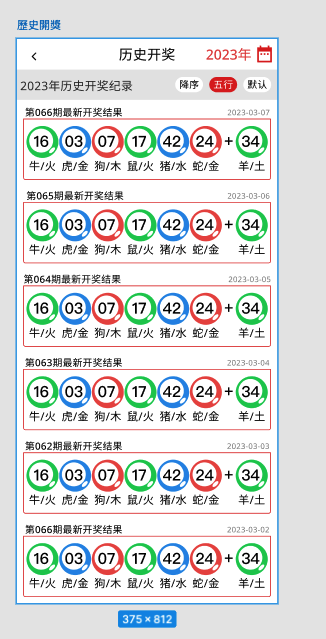 歷史開獎
历史开奖 2023年
2023年历史开奖纪录 降序 五行 默认
第066期最新开奖结果 2023-03-07
16 03 07 17 42 24 + 34
牛/火 虎/金 狗/木 鼠/火 猪/水 蛇/金 羊/土
第065期最新开奖结果 2023-03-06
16 03 07 17 42 24 + 34
牛/火 虎/金 狗/木 鼠/火 猪/水 蛇/金 羊/土
第064期最新开奖结果 2023-03-05
16 03 07 17 42 24 + 34
牛/火 虎/金 狗/木 鼠/火 猪/水 蛇/金 羊/土
第063期最新开奖结果 2023-03-04
16 03 07 17 42 24 + 34
牛/火 虎/金 狗/木 鼠/火 猪/水 蛇/金 羊/土
第062期最新开奖结果 2023-03-03
16 03 07 17 42 24 + 34
牛/火 虎/金 狗/木 鼠/火 猪/水 蛇/金 羊/土
第066期最新开奖结果 2023-03-02
16 03 07 17 42 24 + 34
牛/火 虎/金 狗/木 鼠/火 猪/水 蛇/金 羊/土
375 × 812